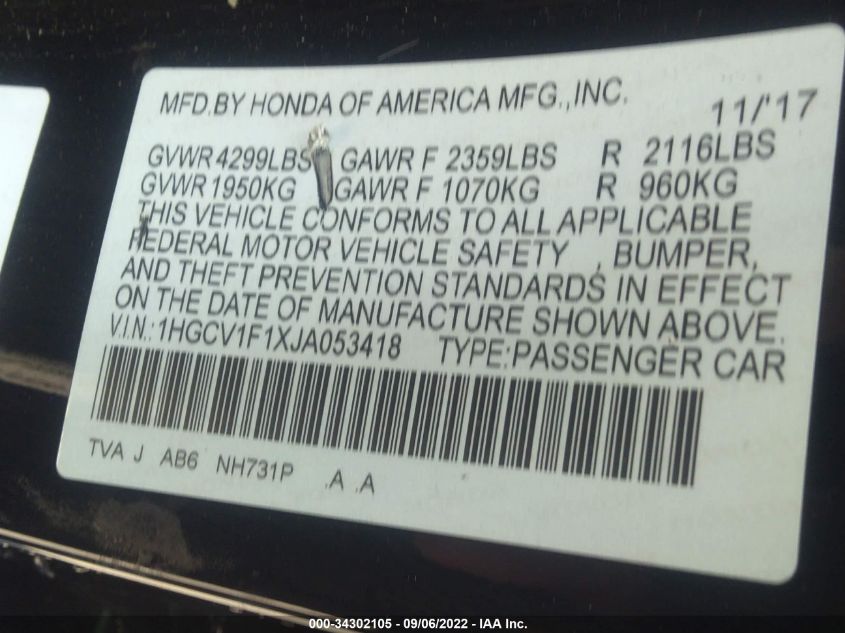 MFD.BY HONDA OF AMERICA MFG.,INC. 11/'17
GVWR 4299LBS GAWR F 2359LBS R 2116LBS
GVWR 1950KG GAWR F 1070KG R 960KG
THIS VEHICLE CONFORMS TO ALL APPLICABLE
FEDERAL MOTOR VEHICLE SAFETY , BUMPER,
AND THEFT PREVENTION STANDARDS IN EFFECT
ON THE DATE OF MANUFACTURE SHOWN ABOVE.
V.I.N.:1HGCV1F1XJA053418 TYPE:PASSENGER CAR
TVA J AB6 NH731P .A .A
000-34302105 - 09/06/2022 - IAA Inc.